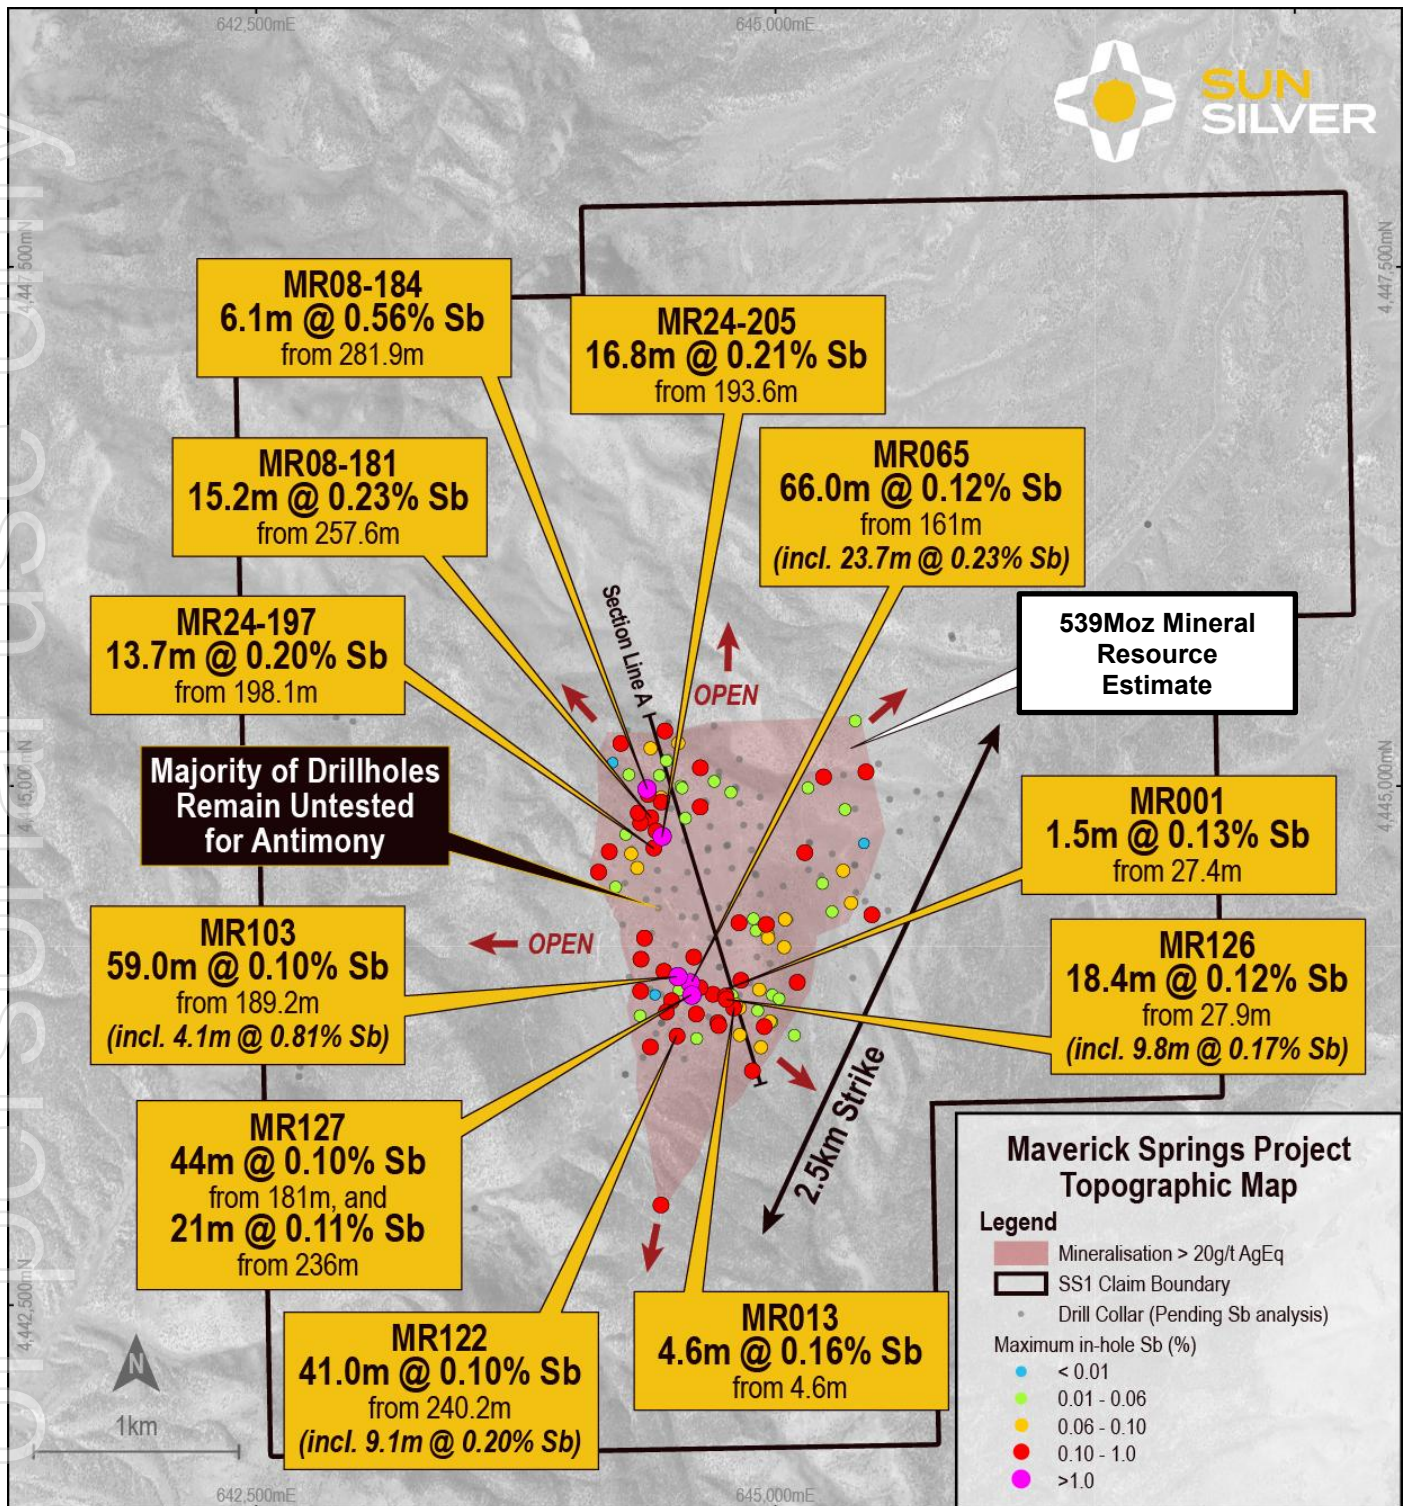 642,500mE
645,000mE
SUN
SILVER
4,447,500mN
4,447,500mN
MR08-184
6.1m @ 0.56% Sb
from 281.9m
MR24-205
16.8m @ 0.21% Sb
from 193.6m
MR08-181
15.2m @ 0.23% Sb
from 257.6m
MR065
66.0m @ 0.12% Sb
from 161m
(incl. 23.7m @ 0.23% Sb)
MR24-197
13.7m @ 0.20% Sb
from 198.1m
Section Line A
OPEN
539Moz Mineral
Resource
Estimate
Majority of Drillholes
Remain Untested
for Antimony
4,445,000mN
MR001
1.5m @ 0.13% Sb
from 27.4m
MR103
59.0m @ 0.10% Sb
from 189.2m
(incl. 4.1m @ 0.81% Sb)
OPEN
MR126
18.4m @ 0.12% Sb
from 27.9m
(incl. 9.8m @ 0.17% Sb)
2.5km Strike
MR127
44m @ 0.10% Sb
from 181m, and
21m @ 0.11% Sb
from 236m
4,442,500mN
MR122
41.0m @ 0.10% Sb
from 240.2m
(incl. 9.1m @ 0.20% Sb)
MR013
4.6m @ 0.16% Sb
from 4.6m
N
1km
Maverick Springs Project
Topographic Map
Legend
Mineralisation > 20g/t AgEq
SS1 Claim Boundary
Drill Collar (Pending Sb analysis)
Maximum in-hole Sb (%)
< 0.01
0.01 - 0.06
0.06 - 0.10
0.10 - 1.0
>1.0
642,500mE
645,000mE